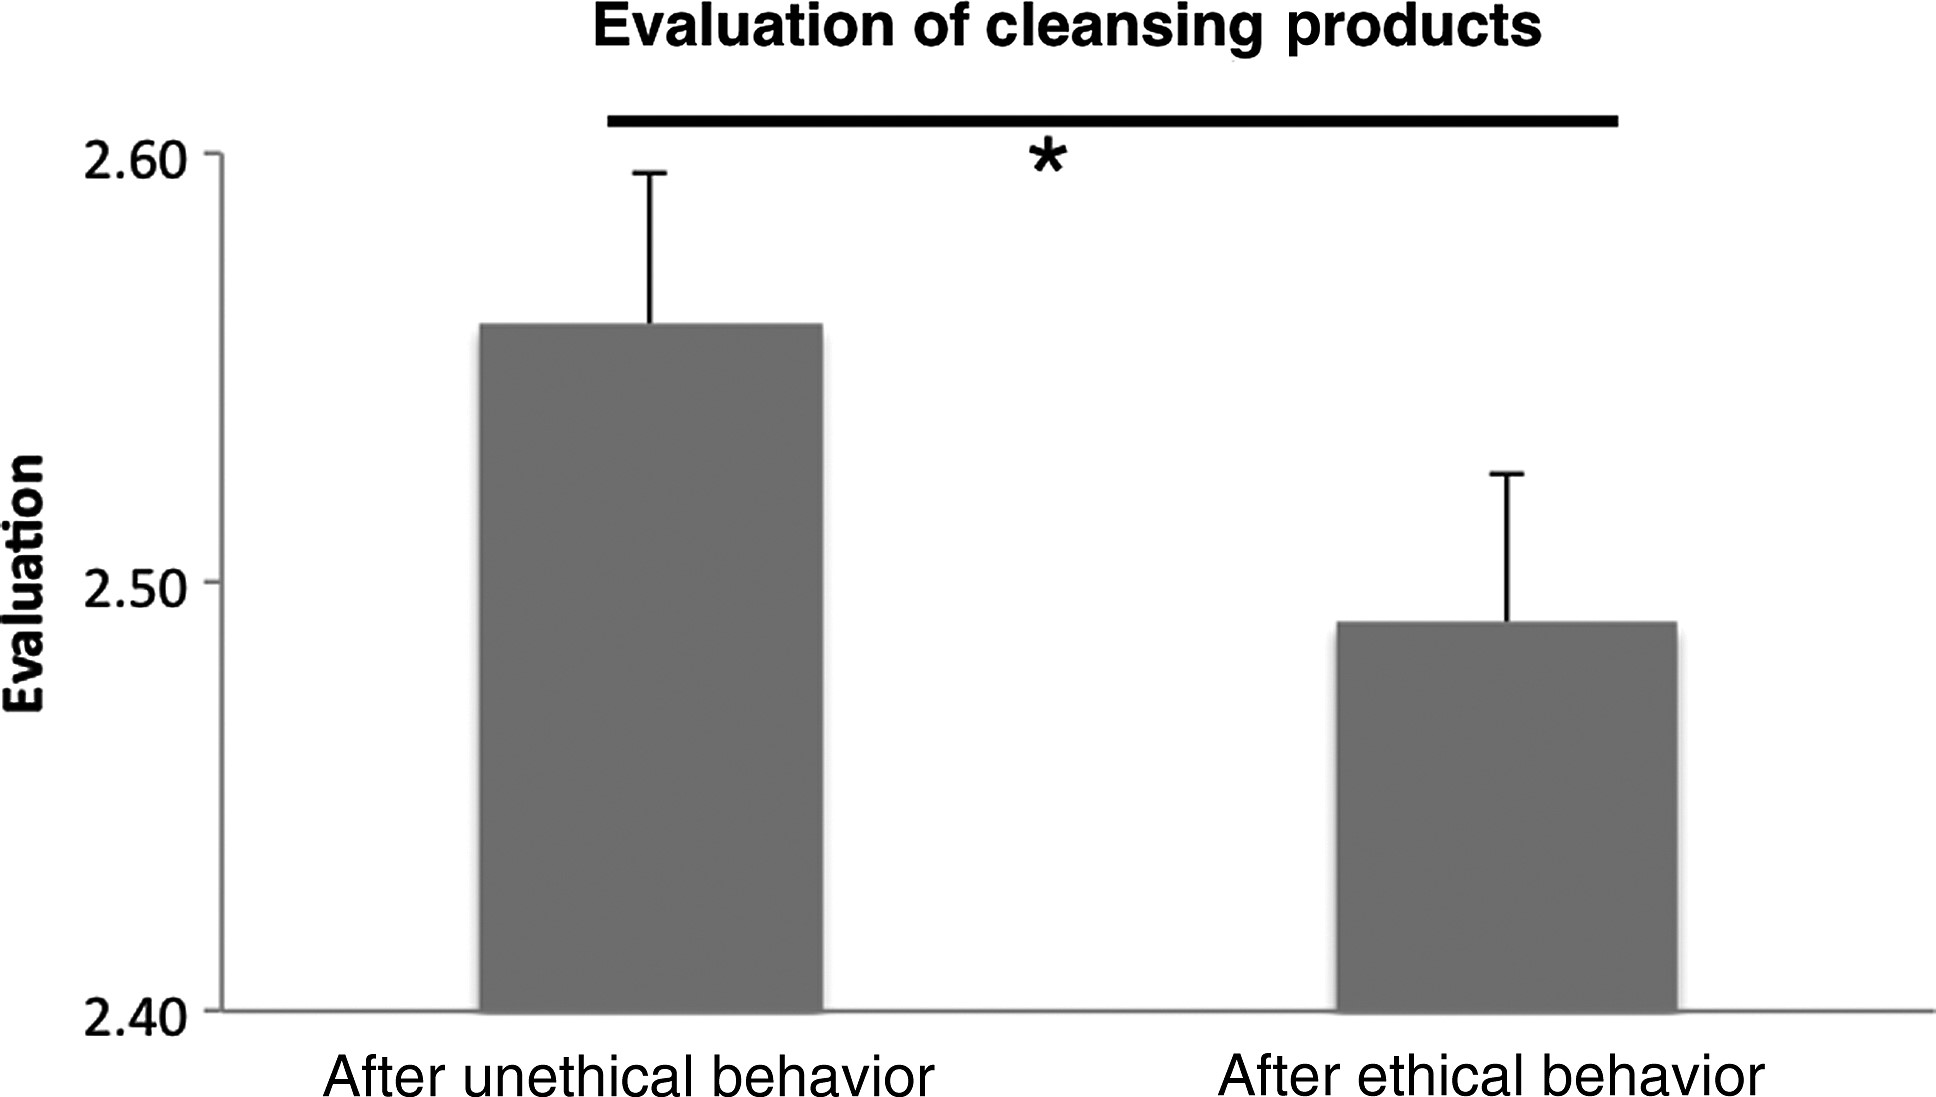 Evaluation of cleansing products
*
2.60
2.50
2.40
Evaluation
After unethical behavior
After ethical behavior